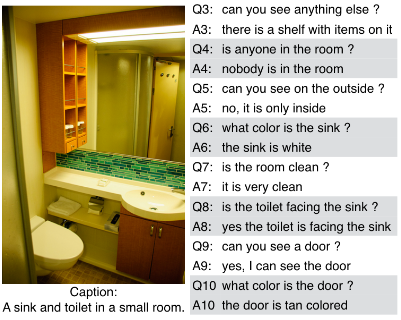 Q3: can you see anything else ?
A3: there is a shelf with items on it
Q4: is anyone in the room ?
A4: nobody is in the room
Q5: can you see on the outside ?
A5: no, it is only inside
Q6: what color is the sink ?
A6: the sink is white
Q7: is the room clean ?
A7: it is very clean
Q8: is the toilet facing the sink ?
A8: yes the toilet is facing the sink
Q9: can you see a door ?
A9: yes, I can see the door
Q10 what color is the door ?
A10 the door is tan colored
Caption:
A sink and toilet in a small room.